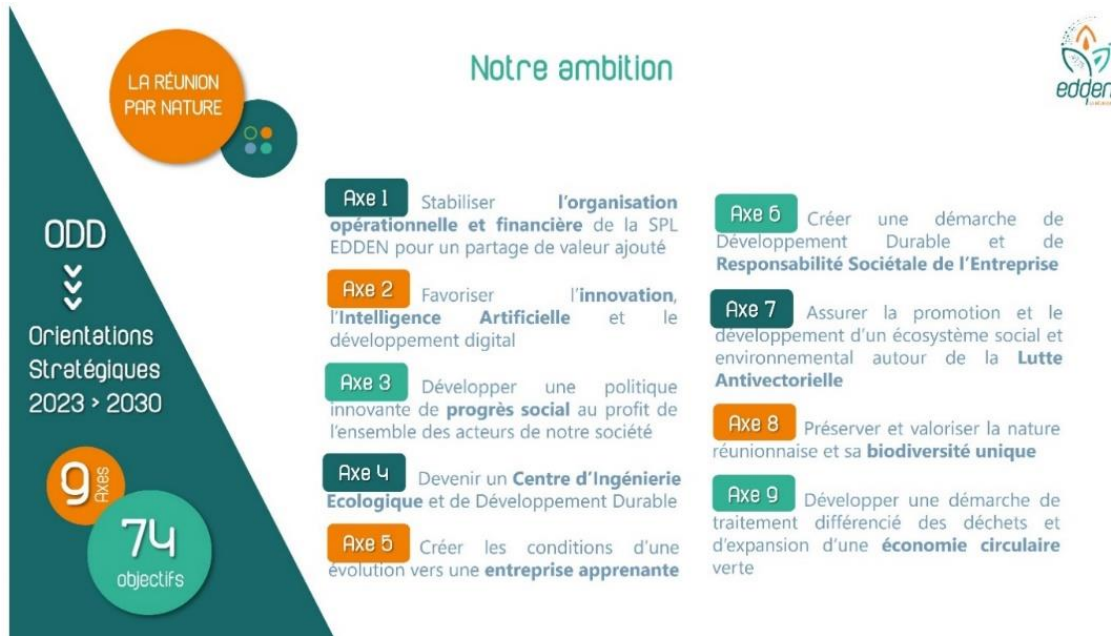 LA RÉUNION
PAR NATURE
Notre ambition
edden
ODD
Orientations
Stratégiques
2023 > 2030
9 Axes
74
objectifs
Axe 1 Stabiliser l'organisation
opérationnelle et financière de la SPL
EDDEN pour un partage de valeur ajouté
Axe 2 Favoriser l'innovation,
l'Intelligence Artificielle et le
développement digital
Axe 3 Développer une politique
innovante de progrès social au profit de
l'ensemble des acteurs de notre société
Axe 4 Devenir un Centre d'Ingénierie
Ecologique et de Développement Durable
Axe 5 Créer les conditions d'une
évolution vers une entreprise apprenante
Axe 6 Créer une démarche de
Développement Durable et de
Responsabilité Sociétale de l'Entreprise
Axe 7 Assurer la promotion et le
développement d'un écosystème social et
environnemental autour de la Lutte
Antivectorielle
Axe 8 Préserver et valoriser la nature
réunionnaise et sa biodiversité unique
Axe 9 Développer une démarche de
traitement différencié des déchets et
d'expansion d'une économie circulaire
verte